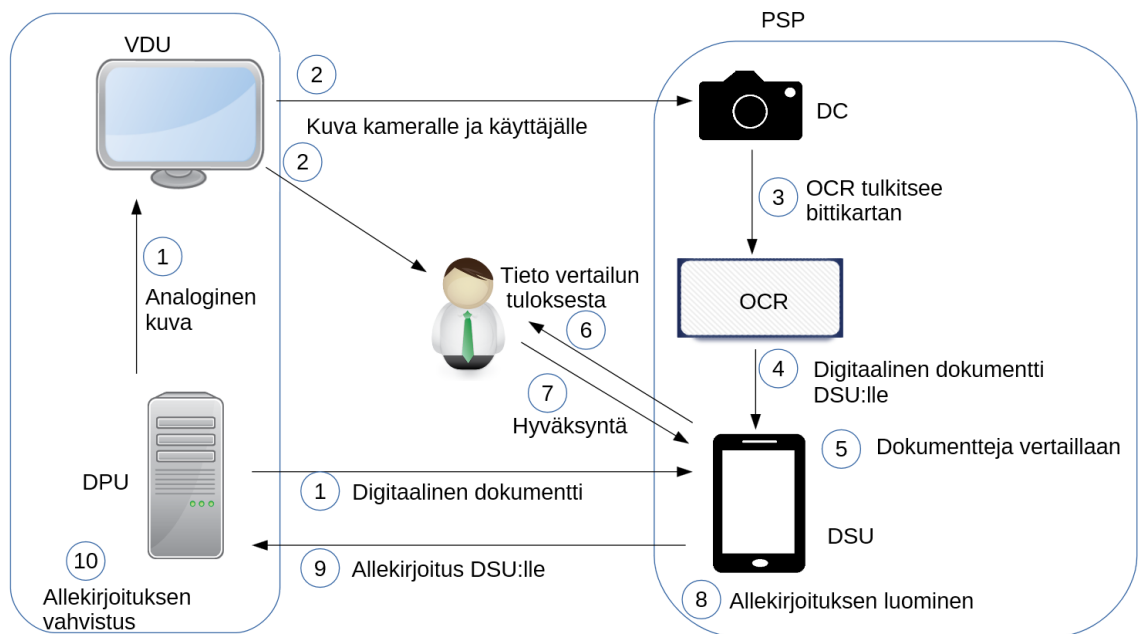 PSP
VDU
2
DC
Kuva kameralle ja käyttäjälle
2
3
OCR tulkitsee
bittikartan
1
Analoginen
kuva
Tieto vertailun
tuloksesta
OCR
6
4
Digitaalinen dokumentti
DSU:lle
7
Hyväksyntä
5
Dokumentteja vertaillaan
DPU
1
Digitaalinen dokumentti
DSU
10
Allekirjoituksen
vahvistus
9
Allekirjoitus DSU:lle
8
Allekirjoituksen luominen